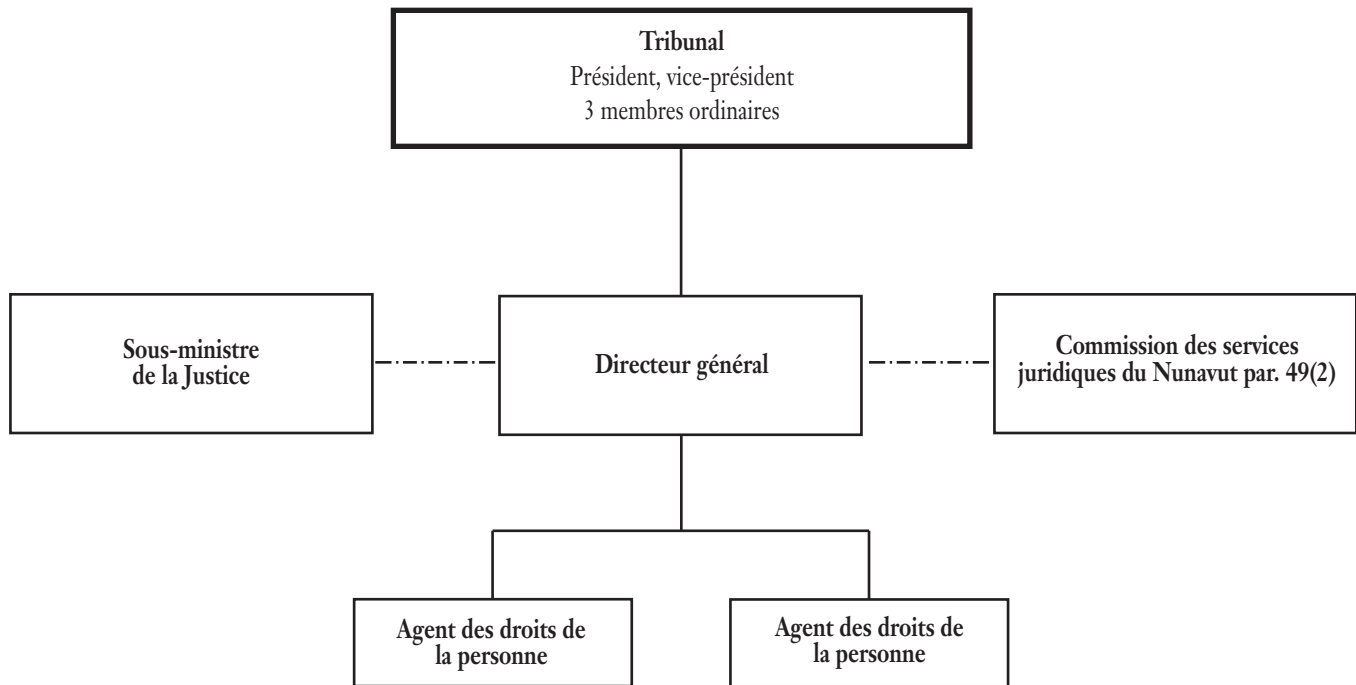 Tribunal
Président, vice-président
3 membres ordinaires
Sous-ministre
de la Justice
Directeur général
Commission des services
juridiques du Nunavut par. 49(2)
Agent des droits de
la personne
Agent des droits de
la personne